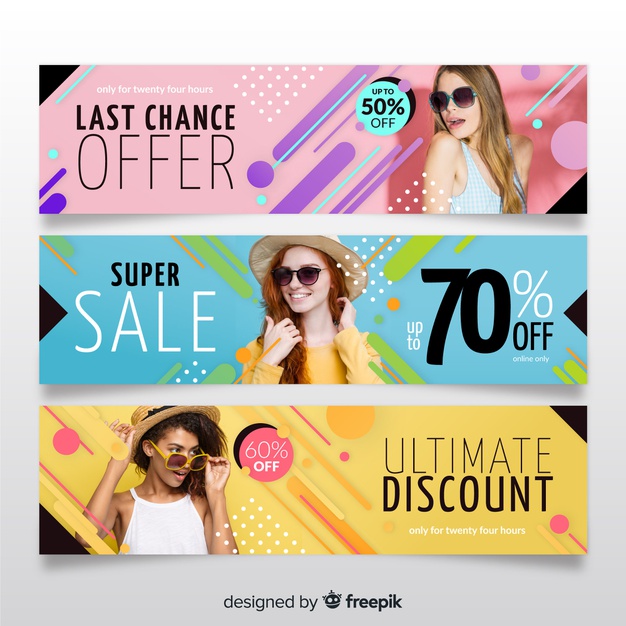 only for twenty four hours
LAST CHANCE
OFFER
UP TO
50%
OFF
SUPER
SALE
up
to
70%
OFF
online only
60%
OFF
ULTIMATE
DISCOUNT
only for twenty four hours
designed by freepik